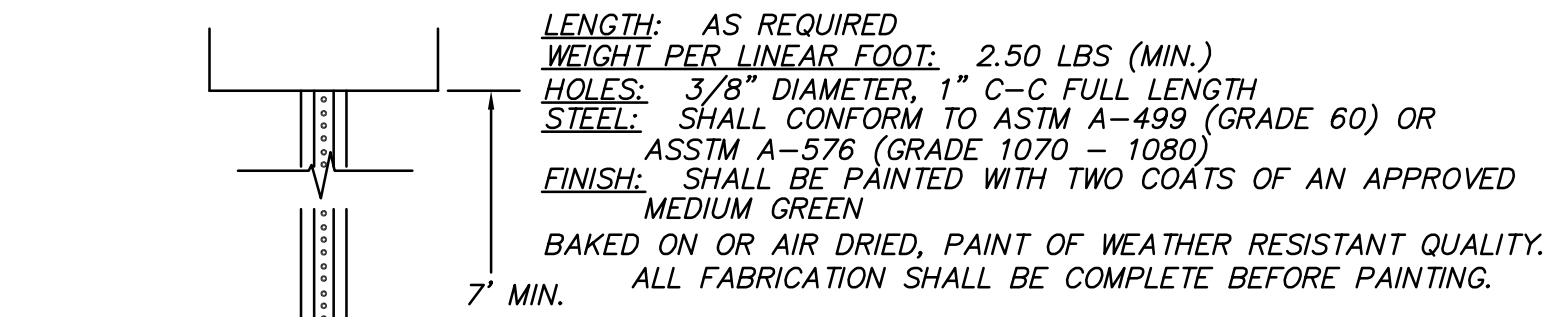 LENGTH: AS REQUIRED
WEIGHT PER LINEAR FOOT: 2.50 LBS (MIN.)
HOLES: 3/8" DIAMETER, 1" C-C FULL LENGTH
STEEL: SHALL CONFORM TO ASTM A-499 (GRADE 60) OR
ASSTM A-576 (GRADE 1070 - 1080)
FINISH: SHALL BE PAINTED WITH TWO COATS OF AN APPROVED
MEDIUM GREEN
BAKED ON OR AIR DRIED, PAINT OF WEATHER RESISTANT QUALITY.
ALL FABRICATION SHALL BE COMPLETE BEFORE PAINTING.
7' MIN.